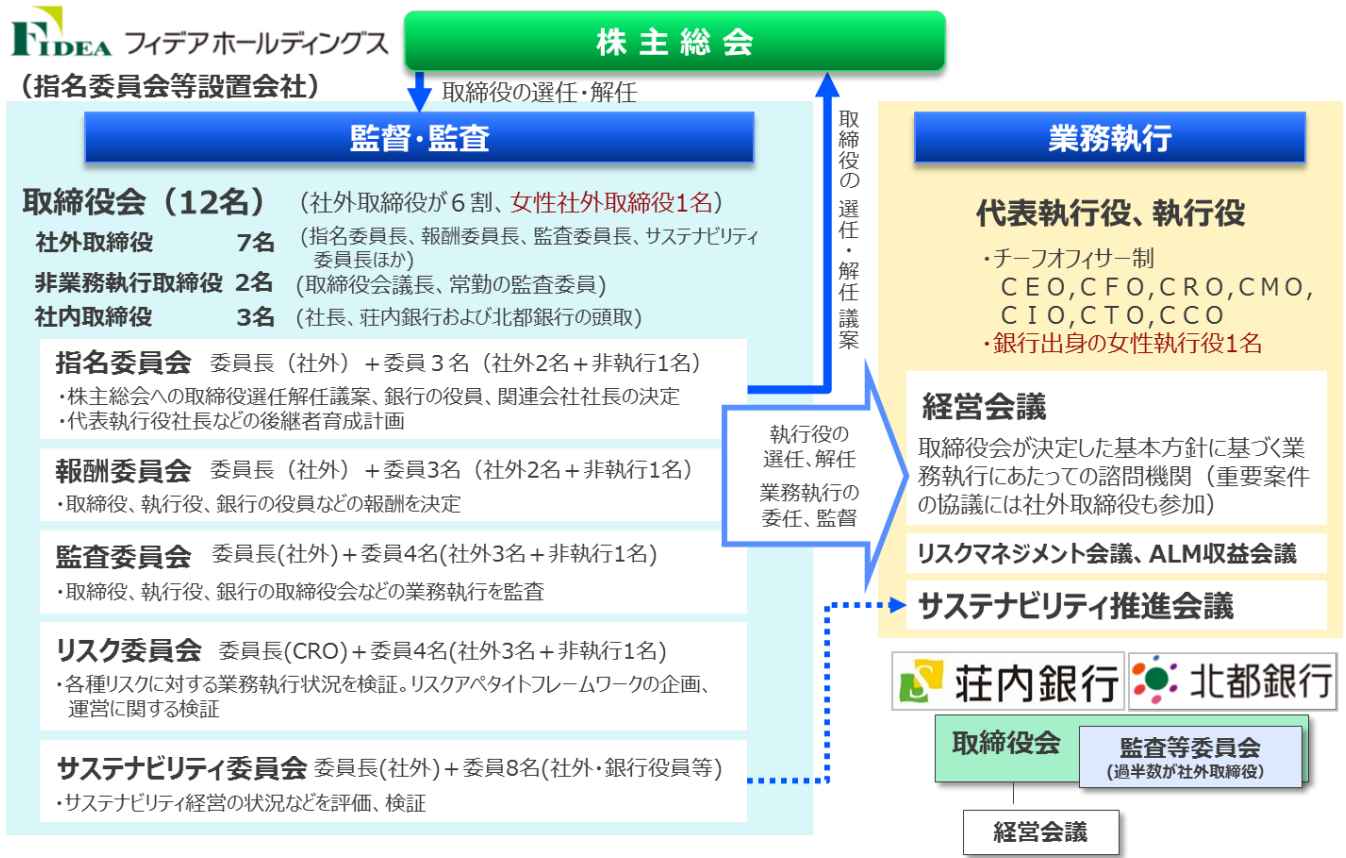 FIDEA フィデアホールディングス
（指名委員会等設置会社）
株主総会
取締役の選任・解任
監督・監査
取締役会（12名）（社外取締役が６割、女性社外取締役1名）
社外取締役 7名 (指名委員長、報酬委員長、監査委員長、サステナビリティ
委員長ほか)
非業務執行取締役 2名 (取締役会議長、常勤の監査委員)
社内取締役 3名 (社長、荘内銀行および北都銀行の頭取)
指名委員会 委員長（社外）＋委員３名（社外2名＋非執行1名）
・株主総会への取締役選任解任議案、銀行の役員、関連会社社長の決定
・代表執行役社長などの後継者育成計画
報酬委員会 委員長（社外）＋委員3名（社外2名＋非執行1名）
・取締役、執行役、銀行の役員などの報酬を決定
監査委員会 委員長(社外)＋委員4名(社外3名＋非執行1名)
・取締役、執行役、銀行の取締役会などの業務執行を監査
リスク委員会 委員長(CRO)＋委員4名(社外3名＋非執行1名)
・各種リスクに対する業務執行状況を検証。リスクアペタイトフレームワークの企画、
運営に関する検証
サステナビリティ委員会 委員長(社外)＋委員8名(社外・銀行役員等)
・サステナビリティ経営の状況などを評価、検証
取締役の選任・解任議案
執行役の
選任、解任
業務執行の
委任、監督
業務執行
代表執行役、執行役
・チーフオフィサー制
ＣＥＯ,ＣＦＯ,ＣＲＯ,ＣＭＯ,
ＣＩＯ,ＣＴＯ,ＣＣＯ
・銀行出身の女性執行役1名
経営会議
取締役会が決定した基本方針に基づく業
務執行にあたっての諮問機関（重要案件
の協議には社外取締役も参加）
リスクマネジメント会議、ALM収益会議
サステナビリティ推進会議
荘内銀行
北都銀行
取締役会
監査等委員会
(過半数が社外取締役)
経営会議